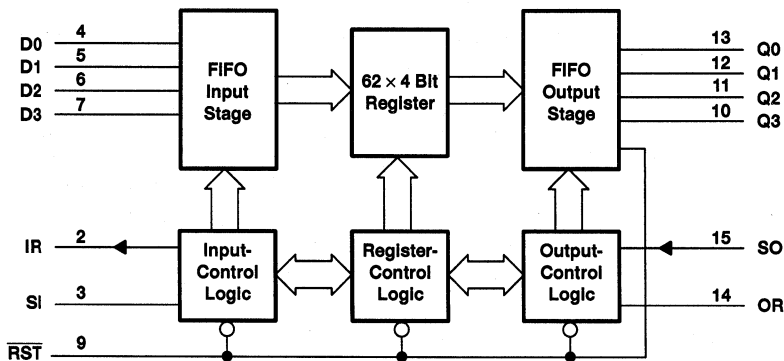 D0 4
D1 5
D2 6
D3 7
FIFO
Input
Stage
62 × 4 Bit
Register
FIFO
Output
Stage
13 Q0
12 Q1
11 Q2
10 Q3
IR 2
SI 3
Input-
Control
Logic
Register-
Control
Logic
Output-
Control
Logic
15 SO
14 OR
R̅S̅T̅ 9